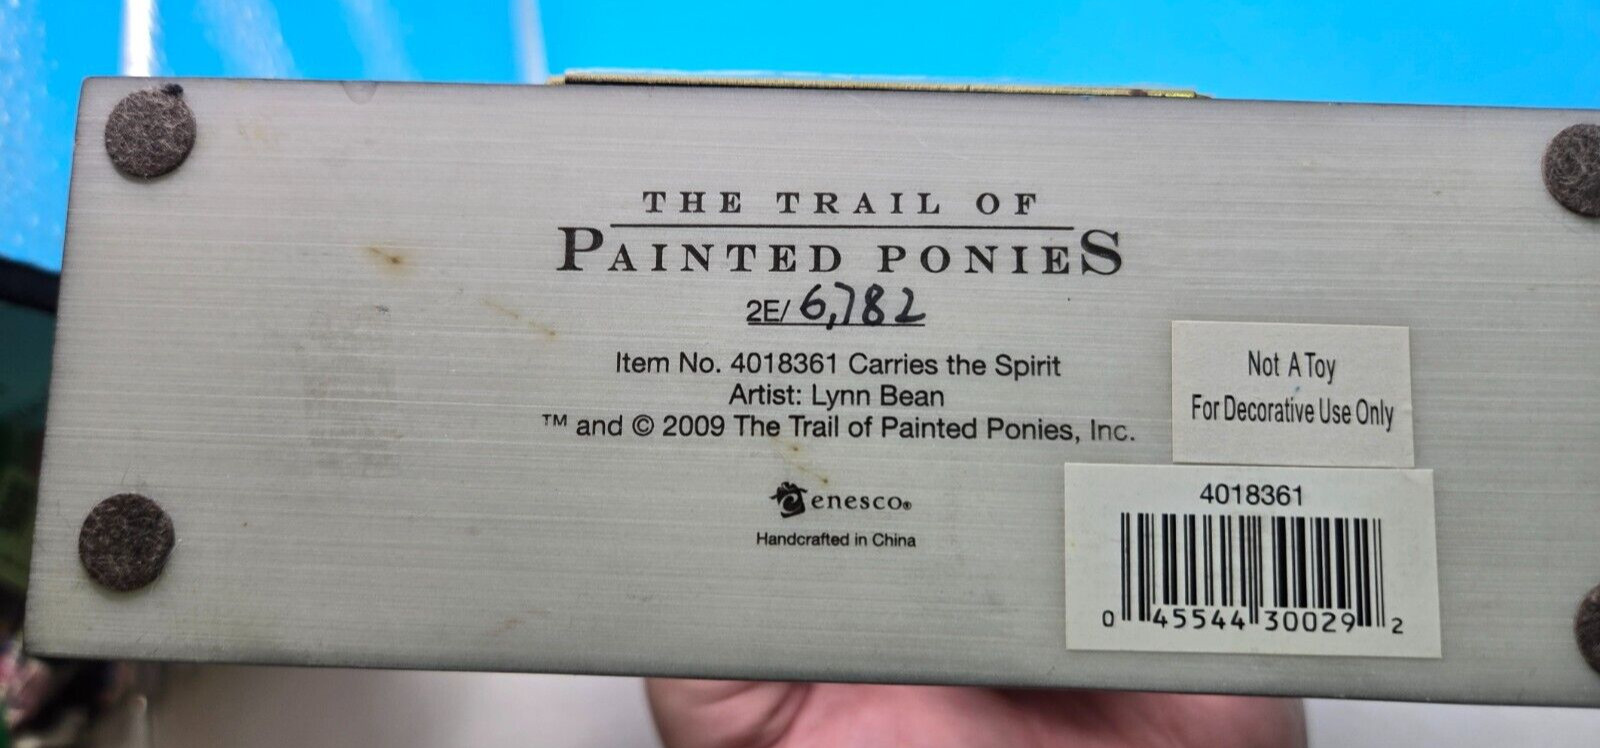 THE TRAIL OF
PAINTED PONIES
2E/ 6,782
Item No. 4018361 Carries the Spirit
Artist: Lynn Bean
™ and © 2009 The Trail of Painted Ponies, Inc.
enesco®
Handcrafted in China
Not A Toy
For Decorative Use Only
4018361
0 45544 30029 2